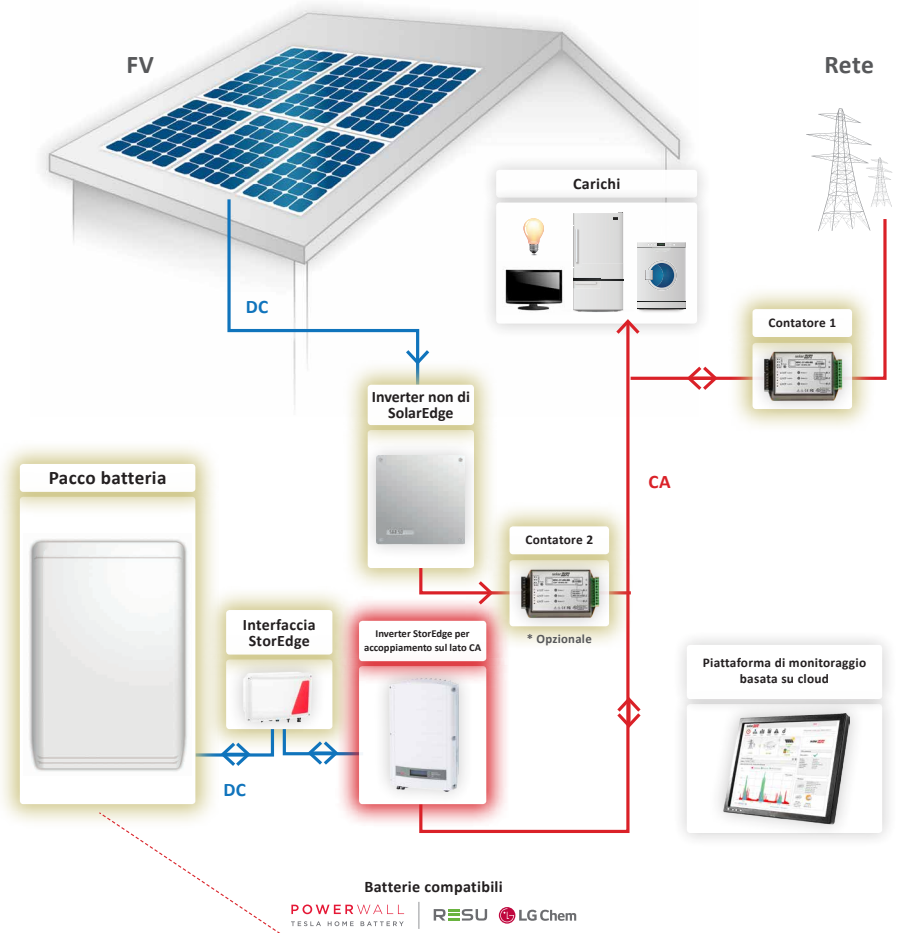 FV
Rete
Carichi
DC
Contatore 1
Inverter non di
SolarEdge
Pacco batteria
CA
Contatore 2
* Opzionale
Interfaccia
StorEdge
Inverter StorEdge per
accoppiamento sul lato CA
Piattaforma di monitoraggio
basata su cloud
DC
Batterie compatibili
POWERWALL
TESLA HOME BATTERY
RESU
LG Chem